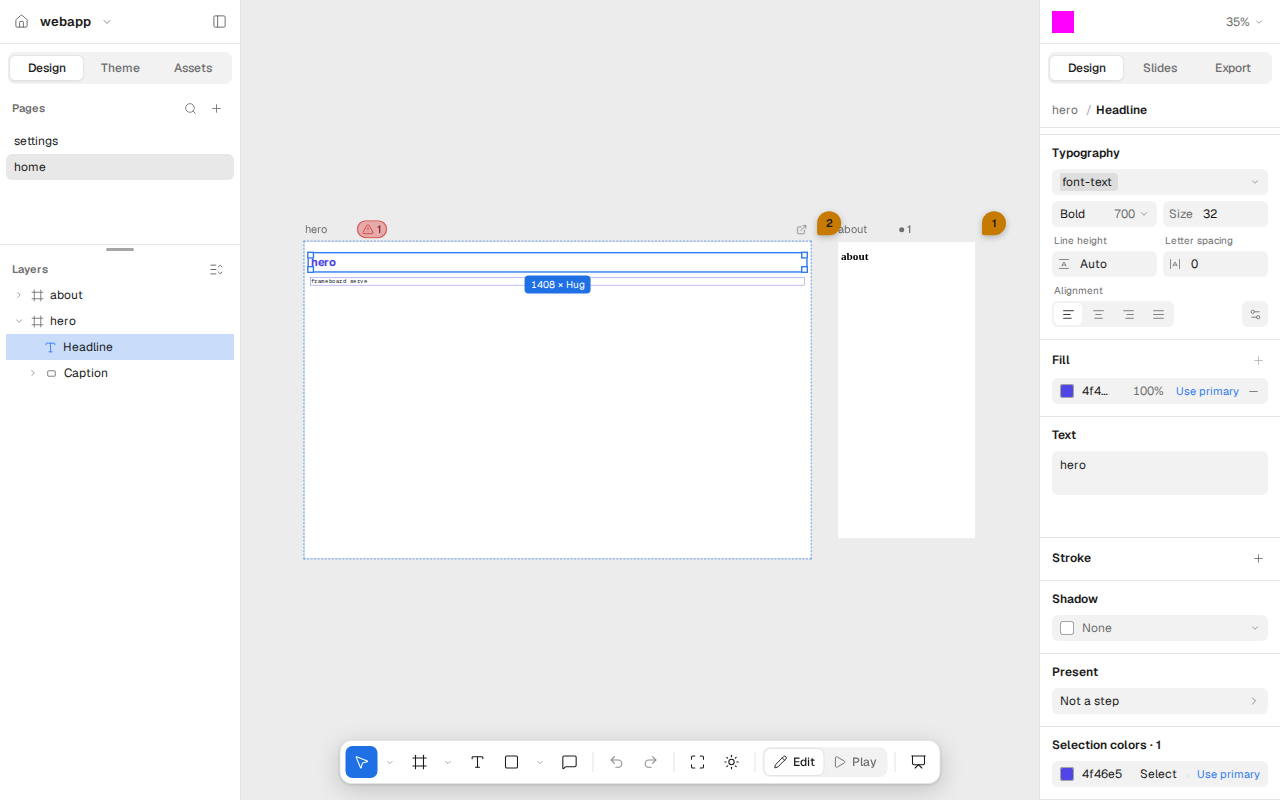 webapp
Design Theme Assets
Pages
settings
home
Layers
about
hero
Headline
Caption
hero
1
2
about
1
1
hero
frameboard serve
1408 × Hug
about
Edit
Play
35%
Design Slides Export
hero / Headline
Typography
font-text
Bold 700 Size 32
Line height Letter spacing
Auto 0
Alignment
Fill
4f4… 100% Use primary
Text
hero
Stroke
Shadow
None
Present
Not a step
Selection colors · 1
4f46e5 Select Use primary